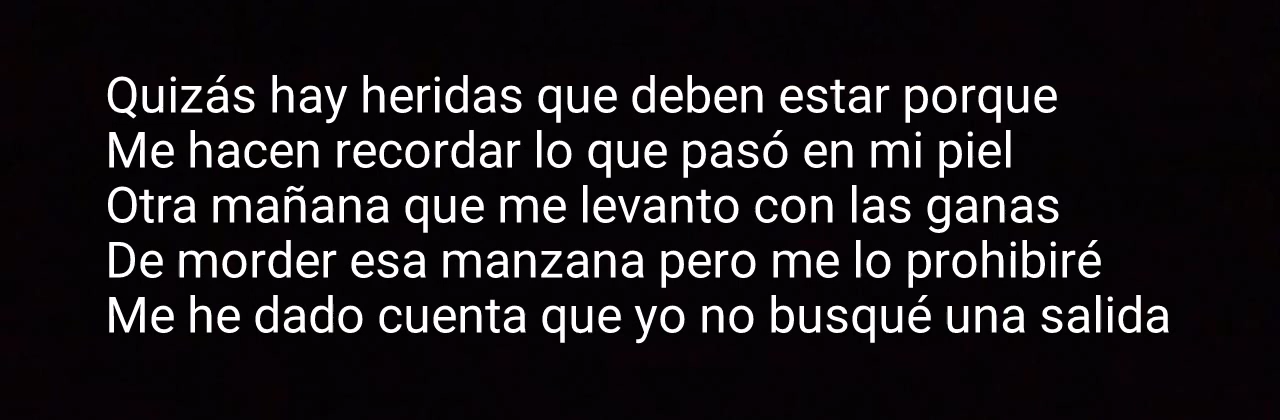 Quizás hay heridas que deben estar porque
Me hacen recordar lo que pasó en mi piel
Otra mañana que me levanto con las ganas
De morder esa manzana pero me lo prohibiré
Me he dado cuenta que yo no busqué una salida